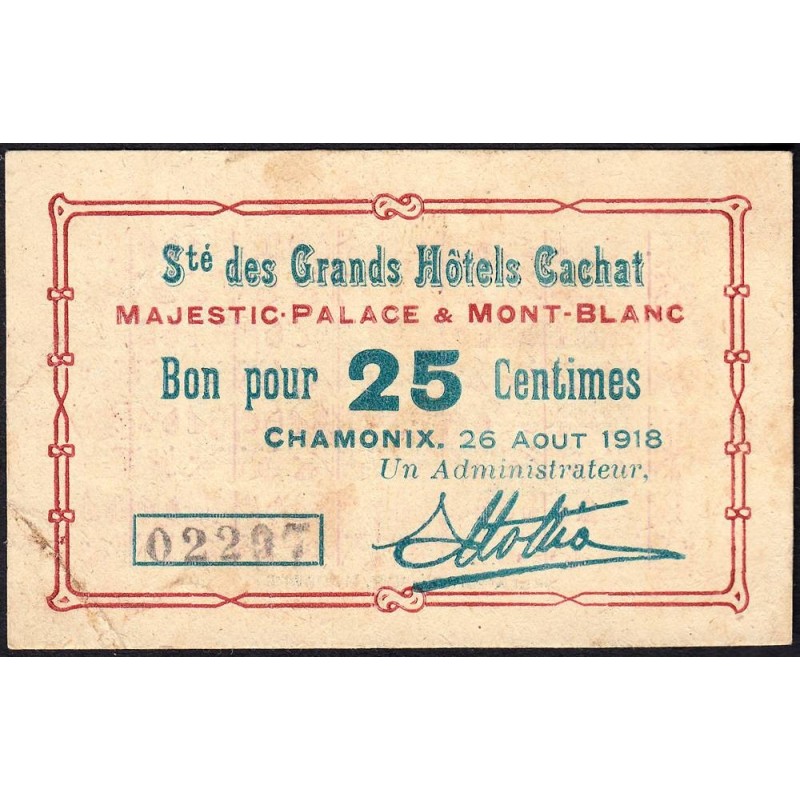 Sté des Grands Hôtels Cachat
MAJESTIC-PALACE & MONT-BLANC
Bon pour 25 Centimes
CHAMONIX. 26 AOUT 1918
Un Administrateur,
02297